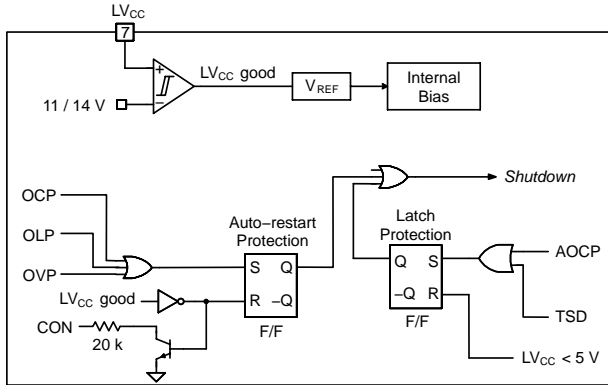 LVCC
7
LVCC good
VREF
Internal
Bias
11 / 14 V
Shutdown
OCP
OLP
OVP
Auto−restart
Protection
Latch
Protection
S Q
R −Q
F/F
Q S
−Q R
F/F
AOCP
TSD
LVCC good
CON
20 k
LVCC < 5 V